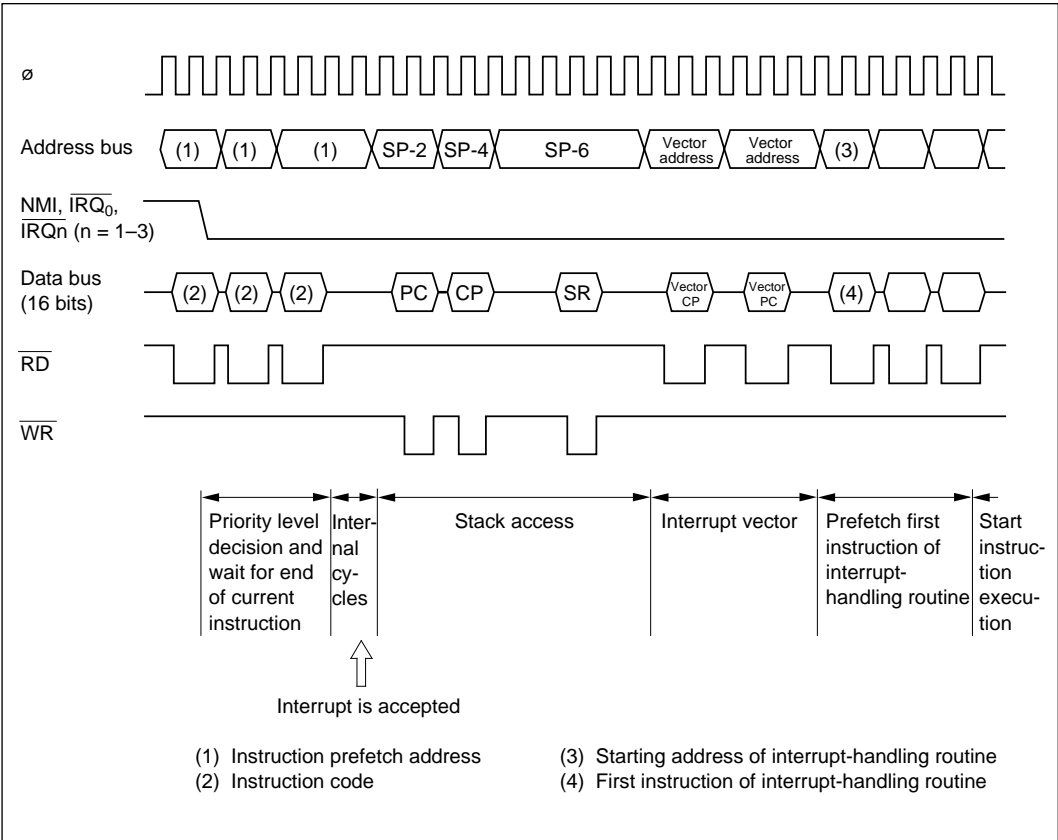 ø
Address bus
(1) (1) (1) SP-2 SP-4 SP-6 Vector address Vector address (3)
NMI, IRQ0,
IRQn (n = 1–3)
Data bus
(16 bits)
(2) (2) (2) PC CP SR Vector CP Vector PC (4)
RD
WR
Priority level
decision and
wait for end
of current
instruction
Inter-
nal
cy-
cles
Stack access
Interrupt vector
Prefetch first
instruction of
interrupt-
handling routine
Start
instruc-
tion
execu-
tion
Interrupt is accepted
(1) Instruction prefetch address
(2) Instruction code
(3) Starting address of interrupt-handling routine
(4) First instruction of interrupt-handling routine